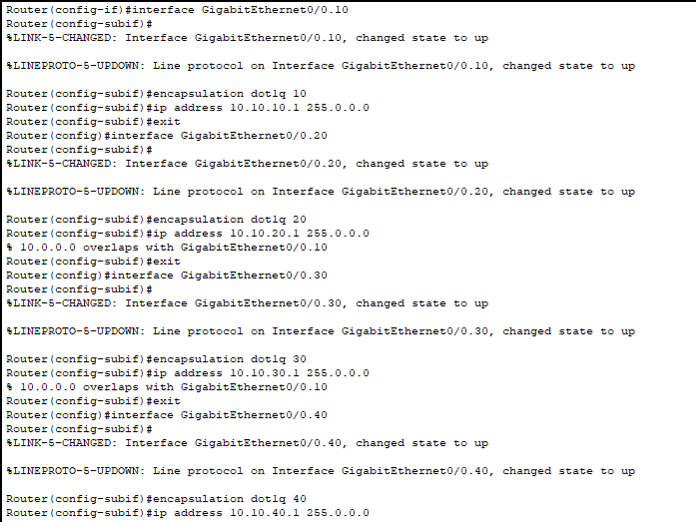 Router(config-if)#interface GigabitEthernet0/0.10
Router(config-subif)#
%LINK-5-CHANGED: Interface GigabitEthernet0/0.10, changed state to up
%LINEPROTO-5-UPDOWN: Line protocol on Interface GigabitEthernet0/0.10, changed state to up
Router(config-subif)#encapsulation dot1q 10
Router(config-subif)#ip address 10.10.10.1 255.0.0.0
Router(config-subif)#exit
Router(config)#interface GigabitEthernet0/0.20
Router(config-subif)#
%LINK-5-CHANGED: Interface GigabitEthernet0/0.20, changed state to up
%LINEPROTO-5-UPDOWN: Line protocol on Interface GigabitEthernet0/0.20, changed state to up
Router(config-subif)#encapsulation dot1q 20
Router(config-subif)#ip address 10.10.20.1 255.0.0.0
% 10.0.0.0 overlaps with GigabitEthernet0/0.10
Router(config-subif)#exit
Router(config)#interface GigabitEthernet0/0.30
Router(config-subif)#
%LINK-5-CHANGED: Interface GigabitEthernet0/0.30, changed state to up
%LINEPROTO-5-UPDOWN: Line protocol on Interface GigabitEthernet0/0.30, changed state to up
Router(config-subif)#encapsulation dot1q 30
Router(config-subif)#ip address 10.10.30.1 255.0.0.0
% 10.0.0.0 overlaps with GigabitEthernet0/0.10
Router(config-subif)#exit
Router(config)#interface GigabitEthernet0/0.40
Router(config-subif)#
%LINK-5-CHANGED: Interface GigabitEthernet0/0.40, changed state to up
%LINEPROTO-5-UPDOWN: Line protocol on Interface GigabitEthernet0/0.40, changed state to up
Router(config-subif)#encapsulation dot1q 40
Router(config-subif)#ip address 10.10.40.1 255.0.0.0